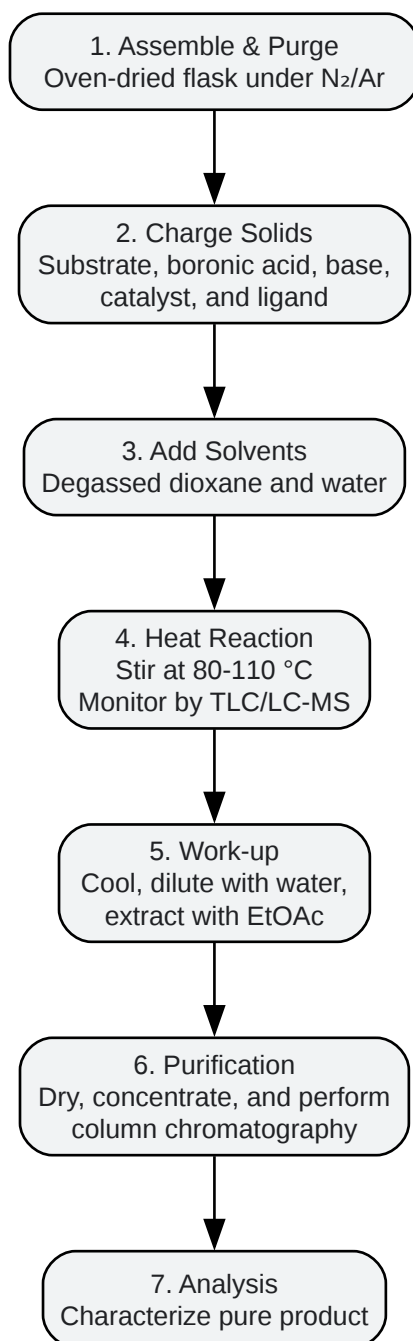 1. Assemble & Purge
Oven-dried flask under N₂/Ar
2. Charge Solids
Substrate, boronic acid, base,
catalyst, and ligand
3. Add Solvents
Degassed dioxane and water
4. Heat Reaction
Stir at 80-110 °C
Monitor by TLC/LC-MS
5. Work-up
Cool, dilute with water,
extract with EtOAc
6. Purification
Dry, concentrate, and perform
column chromatography
7. Analysis
Characterize pure product